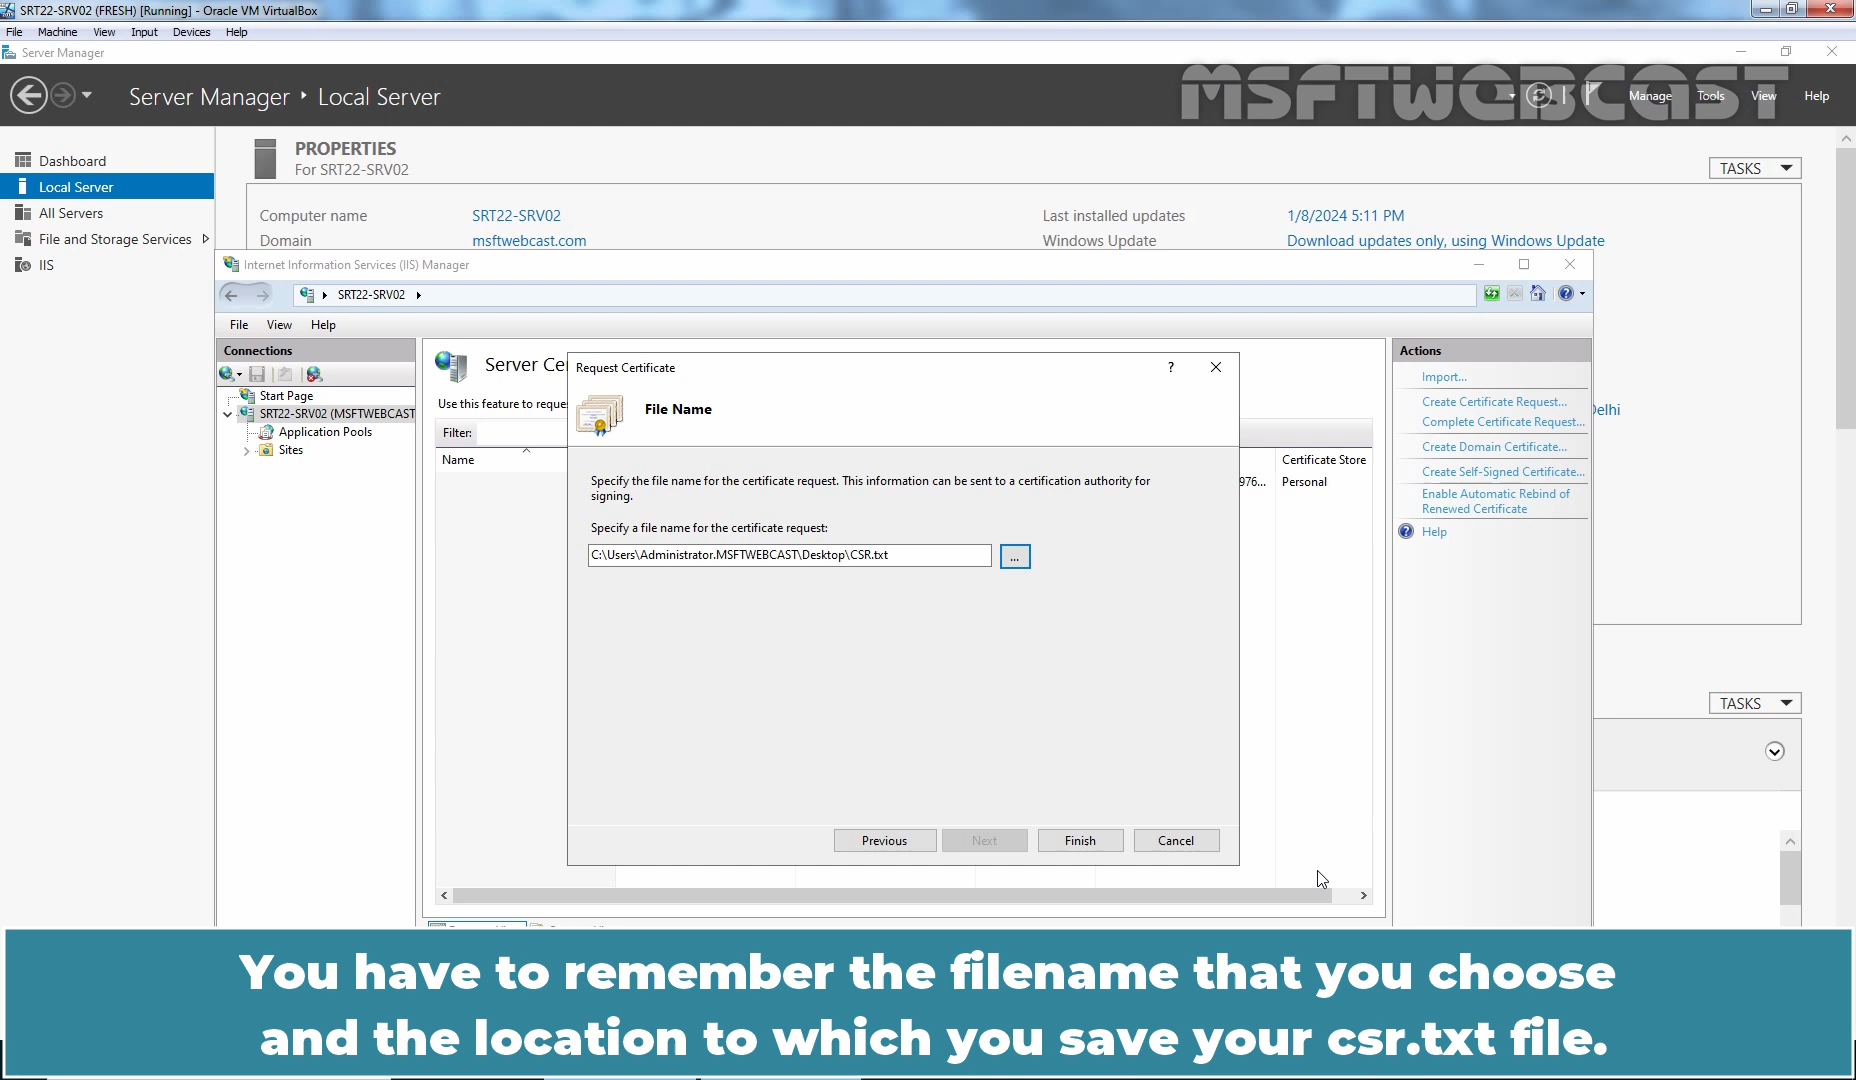 SRT22-SRV02 (FRESH) [Running] - Oracle VM VirtualBox
File Machine View Input Devices Help
Server Manager
Server Manager ‣ Local Server
MSFTWEBCAST
Manage Tools View Help
Dashboard
Local Server
All Servers
File and Storage Services
IIS
PROPERTIES
For SRT22-SRV02
TASKS
Computer name SRT22-SRV02 Last installed updates 1/8/2024 5:11 PM
Domain msftwebcast.com Windows Update Download updates only, using Windows Update
Internet Information Services (IIS) Manager
SRT22-SRV02
File View Help
Connections
Start Page
SRT22-SRV02 (MSFTWEBCAST
Application Pools
Sites
Server Ce
Use this feature to reque
Filter:
Name
Certificate Store
976... Personal
Request Certificate ?
File Name
Specify the file name for the certificate request. This information can be sent to a certification authority for
signing.
Specify a file name for the certificate request:
C:\Users\Administrator.MSFTWEBCAST\Desktop\CSR.txt
...
Previous Next Finish Cancel
Actions
Import...
Create Certificate Request...
Complete Certificate Request...
Create Domain Certificate...
Create Self-Signed Certificate...
Enable Automatic Rebind of
Renewed Certificate
Help
Delhi
TASKS
You have to remember the filename that you choose
and the location to which you save your csr.txt file.